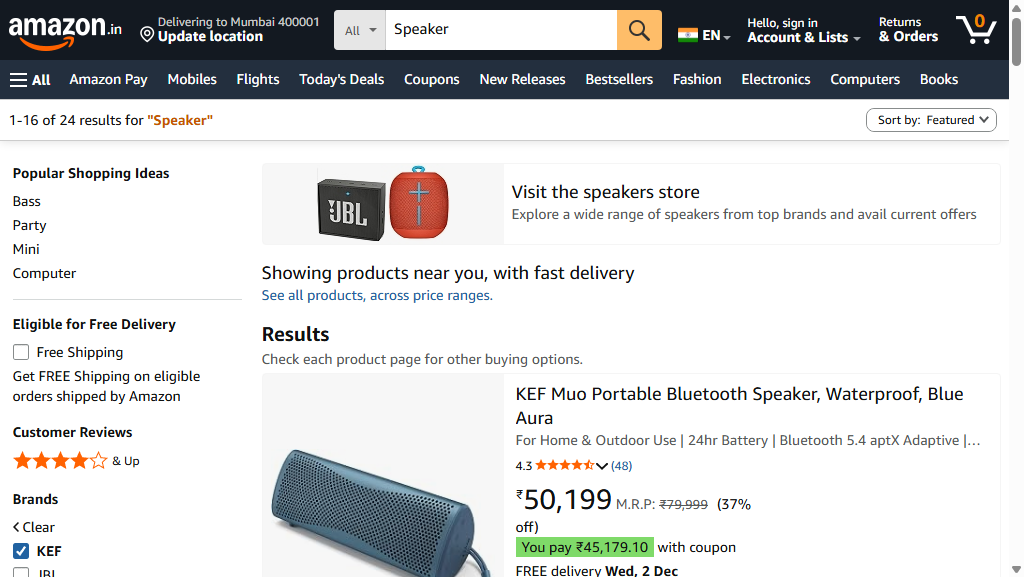 amazon.in
Delivering to Mumbai 400001
Update location
All
Speaker
EN
Hello, sign in
Account & Lists
Returns
& Orders
0
All
Amazon Pay
Mobiles
Flights
Today's Deals
Coupons
New Releases
Bestsellers
Fashion
Electronics
Computers
Books
1-16 of 24 results for "Speaker"
Sort by: Featured
Popular Shopping Ideas
Bass
Party
Mini
Computer
Eligible for Free Delivery
Free Shipping
Get FREE Shipping on eligible
orders shipped by Amazon
Customer Reviews
& Up
Brands
Clear
KEF
JBL
JBL
Visit the speakers store
Explore a wide range of speakers from top brands and avail current offers
Showing products near you, with fast delivery
See all products, across price ranges.
Results
Check each product page for other buying options.
KEF Muo Portable Bluetooth Speaker, Waterproof, Blue
Aura
For Home & Outdoor Use | 24hr Battery | Bluetooth 5.4 aptX Adaptive |...
4.3 (48)
₹50,199 M.R.P: ₹79,999 (37%
off)
You pay ₹45,179.10 with coupon
FREE delivery Wed, 2 Dec